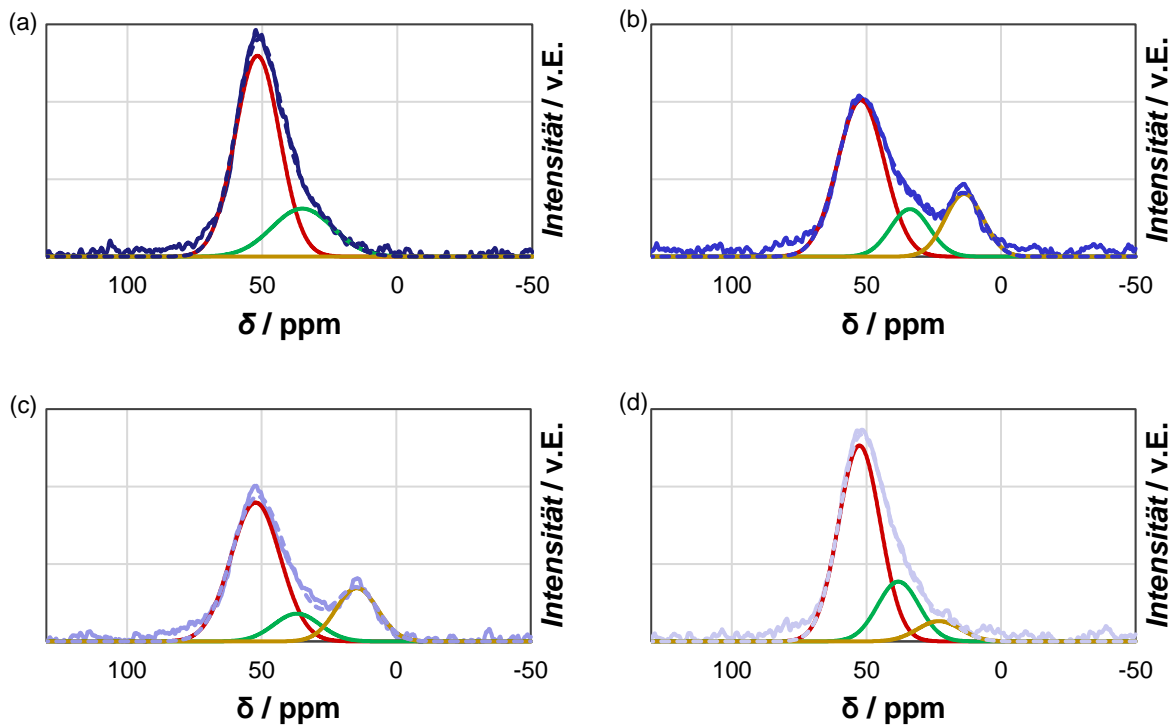 (a)
Intensität / v.E.
100 50 0 -50
δ / ppm
(b)
Intensität / v.E.
100 50 0 -50
δ / ppm
(c)
Intensität / v.E.
100 50 0 -50
δ / ppm
(d)
Intensität / v.E.
100 50 0 -50
δ / ppm